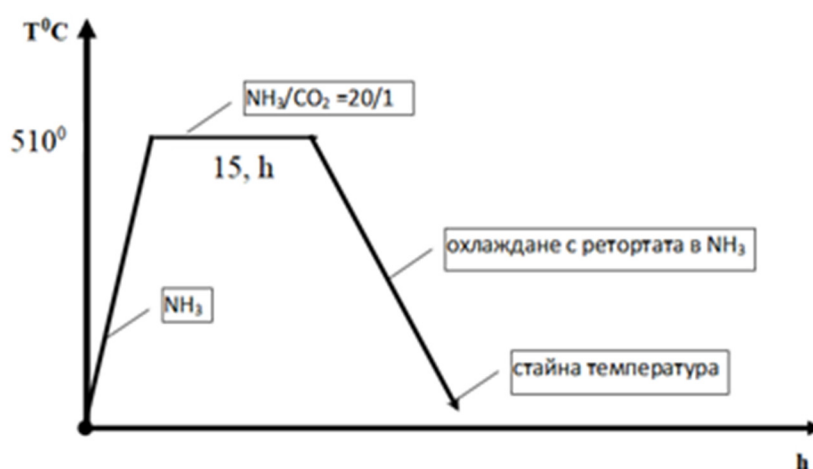 T⁰C
NH₃/CO₂ =20/1
510⁰
15, h
охлаждане с ретортата в NH₃
NH₃
стайна температура
h